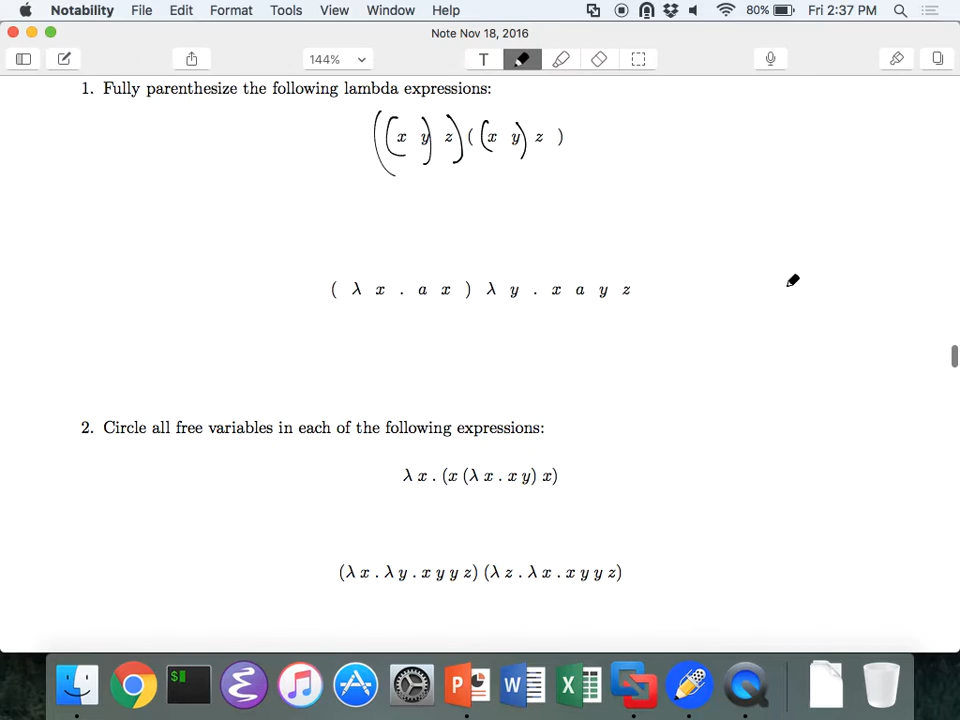 Notability File Edit Format Tools View Window Help 80% Fri 2:37 PM
Note Nov 18, 2016
144% T
1. Fully parenthesize the following lambda expressions:
((x y) z) ((x y) z )
( λ x . a x ) λ y . x a y z
2. Circle all free variables in each of the following expressions:
λ x . (x (λ x . x y) x)
(λ x . λ y . x y y z) (λ z . λ x . x y y z)
$
P W X